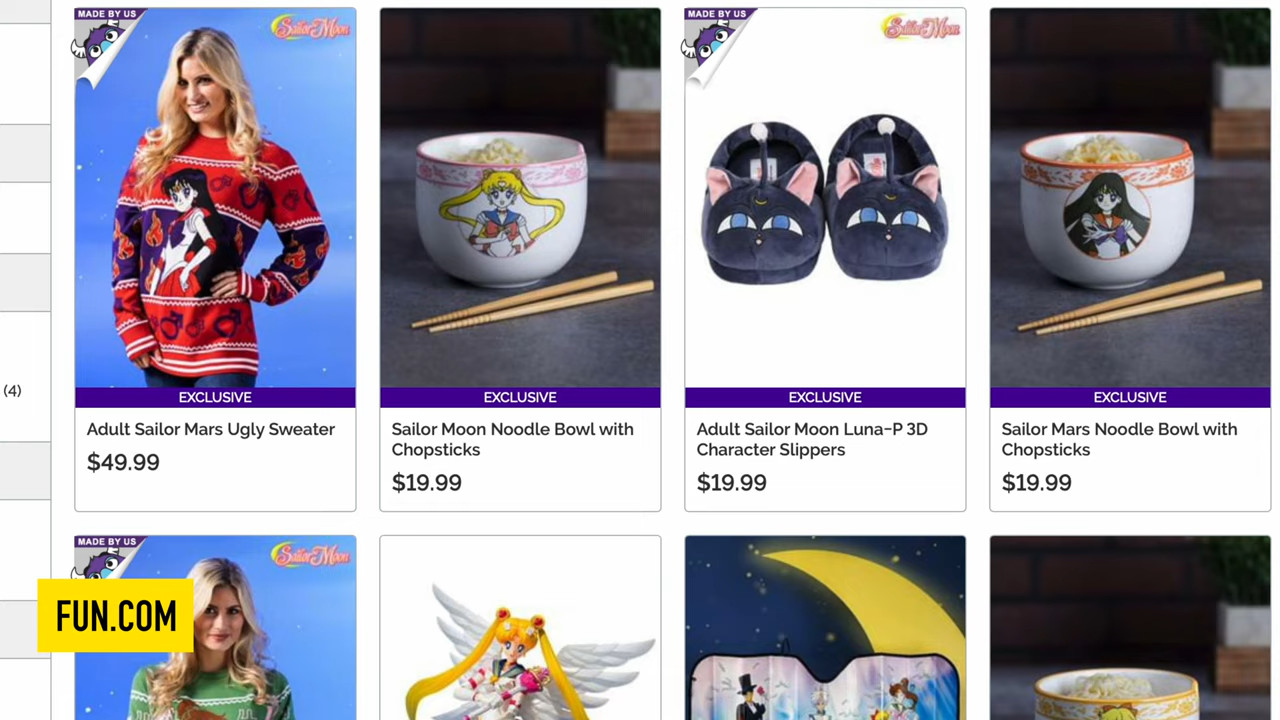 MADE BY US
Sailor Moon
MADE BY US
Sailor Moon
EXCLUSIVE
EXCLUSIVE
EXCLUSIVE
EXCLUSIVE
Adult Sailor Mars Ugly Sweater
$49.99
Sailor Moon Noodle Bowl with
Chopsticks
$19.99
Adult Sailor Moon Luna-P 3D
Character Slippers
$19.99
Sailor Mars Noodle Bowl with
Chopsticks
$19.99
(4)
MADE BY US
Sailor Moon
FUN.COM